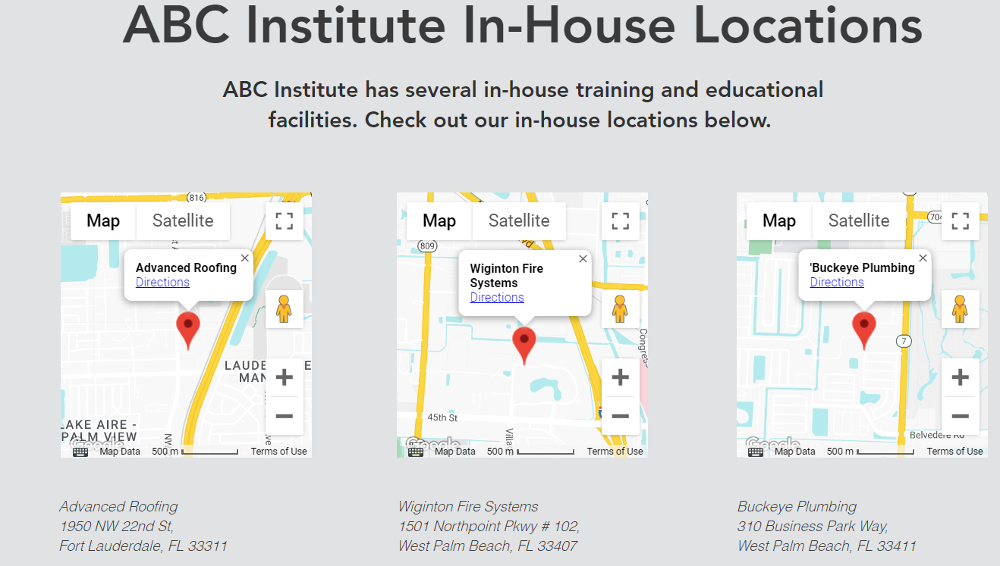 ABC Institute In-House Locations
ABC Institute has several in-house training and educational
facilities. Check out our in-house locations below.
816
Map
Satellite
Advanced Roofing
Directions
LAUDE
E
MAN
LAKE AIRE -
PALM VIEW
NW
Google
Map Data
500 m
Terms of Use
Map
Satellite
809
Wiginton Fire
Systems
Directions
Congress
45th St
Google
Map Data
500 m
Terms of Use
Map
Satellite
704
'Buckeye Plumbing
Directions
7
Belvedere Rd
Google
Map Data
500 m
Terms of Use
Advanced Roofing
1950 NW 22nd St,
Fort Lauderdale, FL 33311
Wiginton Fire Systems
1501 Northpoint Pkwy # 102,
West Palm Beach, FL 33407
Buckeye Plumbing
310 Business Park Way,
West Palm Beach, FL 33411